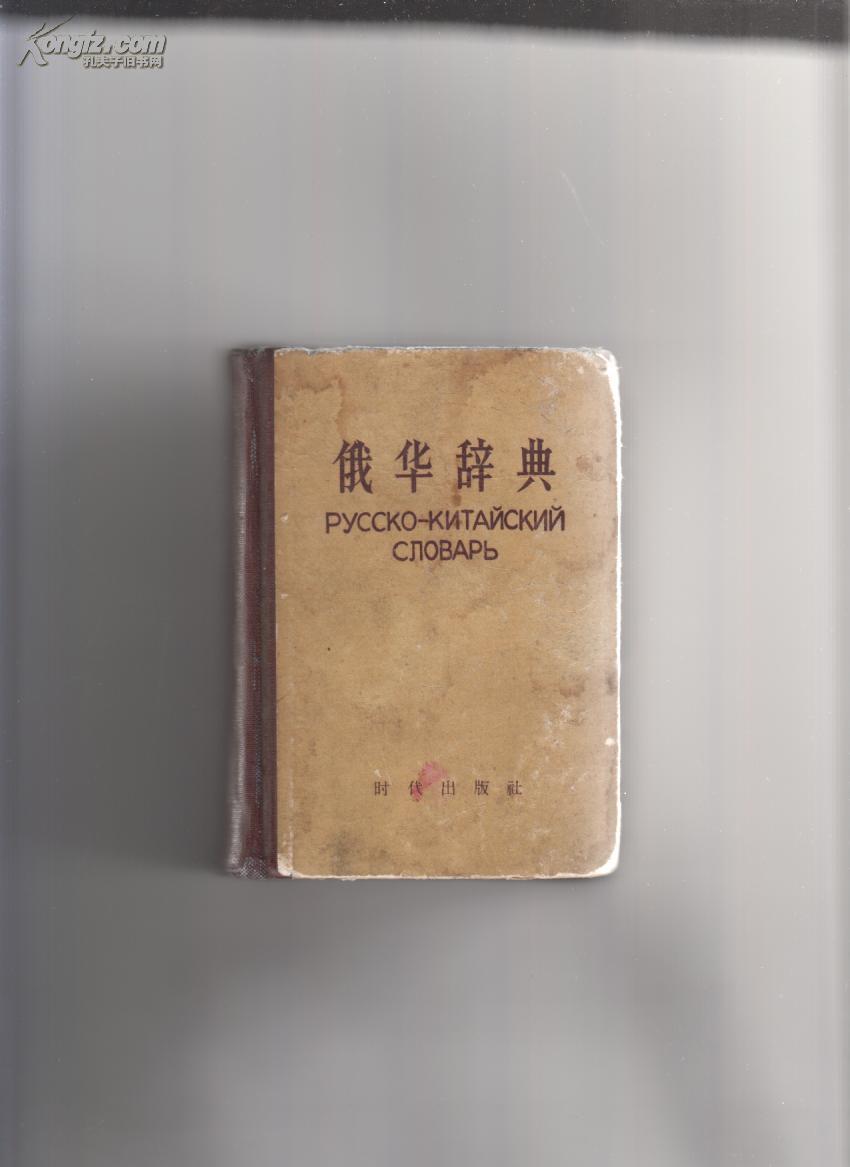 Kongfz.com
孔夫子旧书网
俄华辞典
РУССКО-КИТАЙСКИЙ
СЛОВАРЬ
时代出版社